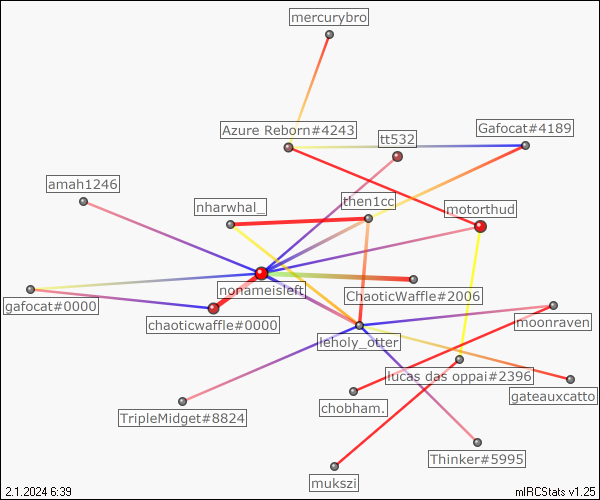 mercurybro
Azure Reborn#4243
tt532
Gafocat#4189
amah1246
nharwhal_
then1cc
motorthud
nonameisleft
gafocat#0000
ChaoticWaffle#2006
chaoticwaffle#0000
moonraven
leholy_otter
lucas das oppai#2396
gateauxcatto
chobham.
TripleMidget#8824
Thinker#5995
mukszi
2.1.2024 6:39
mIRCStats v1.25